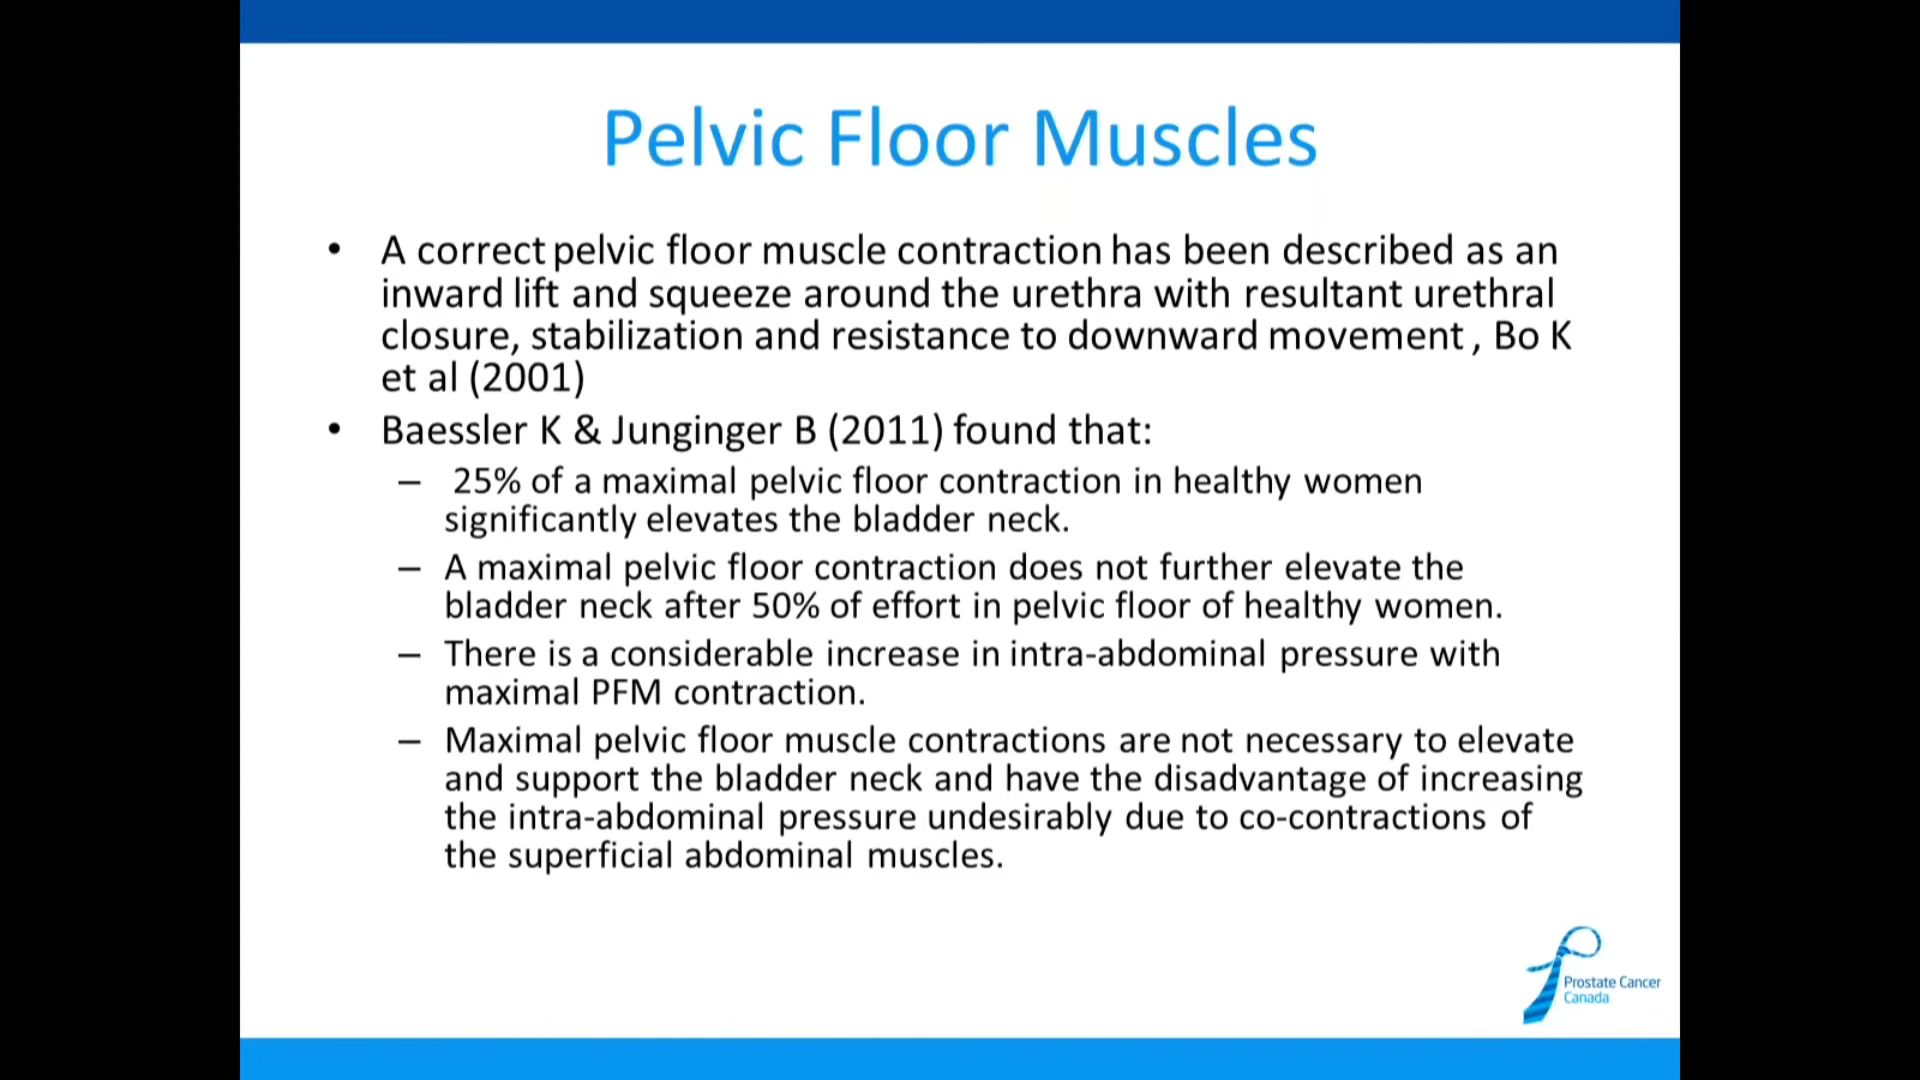 Pelvic Floor Muscles
• A correct pelvic floor muscle contraction has been described as an
inward lift and squeeze around the urethra with resultant urethral
closure, stabilization and resistance to downward movement , Bo K
et al (2001)
• Baessler K & Junginger B (2011) found that:
– 25% of a maximal pelvic floor contraction in healthy women
significantly elevates the bladder neck.
– A maximal pelvic floor contraction does not further elevate the
bladder neck after 50% of effort in pelvic floor of healthy women.
– There is a considerable increase in intra-abdominal pressure with
maximal PFM contraction.
– Maximal pelvic floor muscle contractions are not necessary to elevate
and support the bladder neck and have the disadvantage of increasing
the intra-abdominal pressure undesirably due to co-contractions of
the superficial abdominal muscles.
Prostate Cancer
Canada